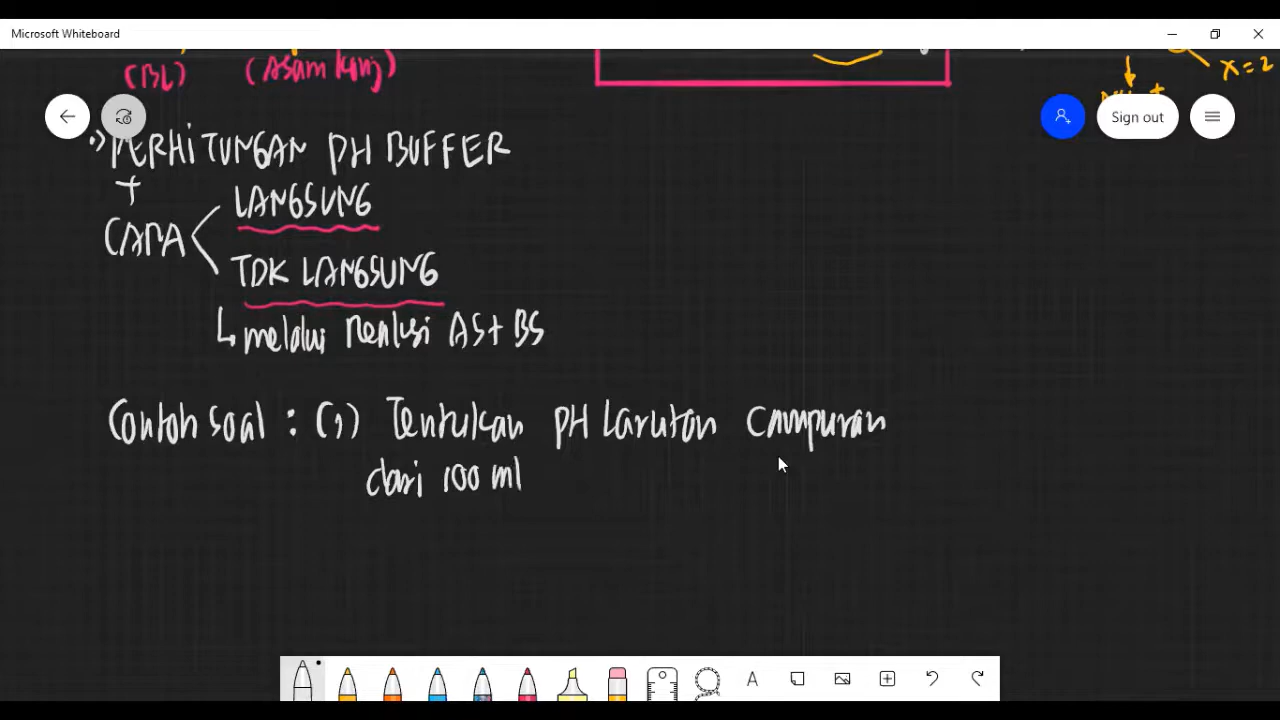 Microsoft Whiteboard
(BL) (Asam kuat)
x = 2
Sign out
PERHITUNGAN PH BUFFER
+
CARA LANGSUNG
TDK LANGSUNG
melalui Reaksi AS + BS
Contoh soal : (1) Tentukan PH Larutan Campuran
dari 100 ml
A